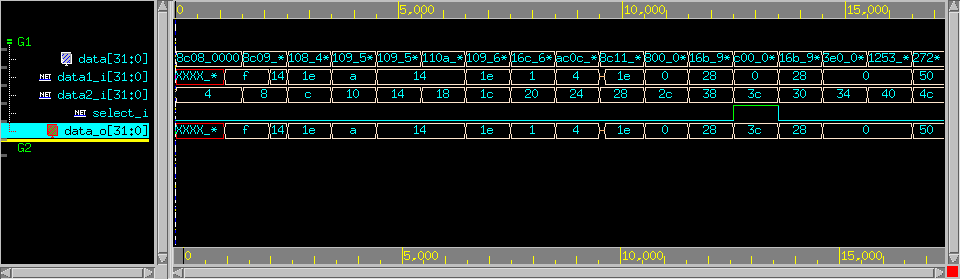 0 5,000 10,000 15,000
G1
data[31:0] 8c08_0000 8c09_* 108_4* 109_5* 109_5* 110a_* 109_6* 16c_6* ac0c_* 8c11_* 800_0* 16b_9* c00_0* 16b_9* 3e0_0* 1253_* 272*
NET data1_i[31:0] XXXX_* f 14 1e a 14 1e 1 4 1e 0 28 0 28 0 50
NET data2_i[31:0] 4 8 c 10 14 18 1c 20 24 28 2c 38 3c 30 34 40 4c
NET select_i
data_o[31:0] XXXX_* f 14 1e a 14 1e 1 4 1e 0 28 3c 28 0 50
G2
0 5,000 10,000 15,000